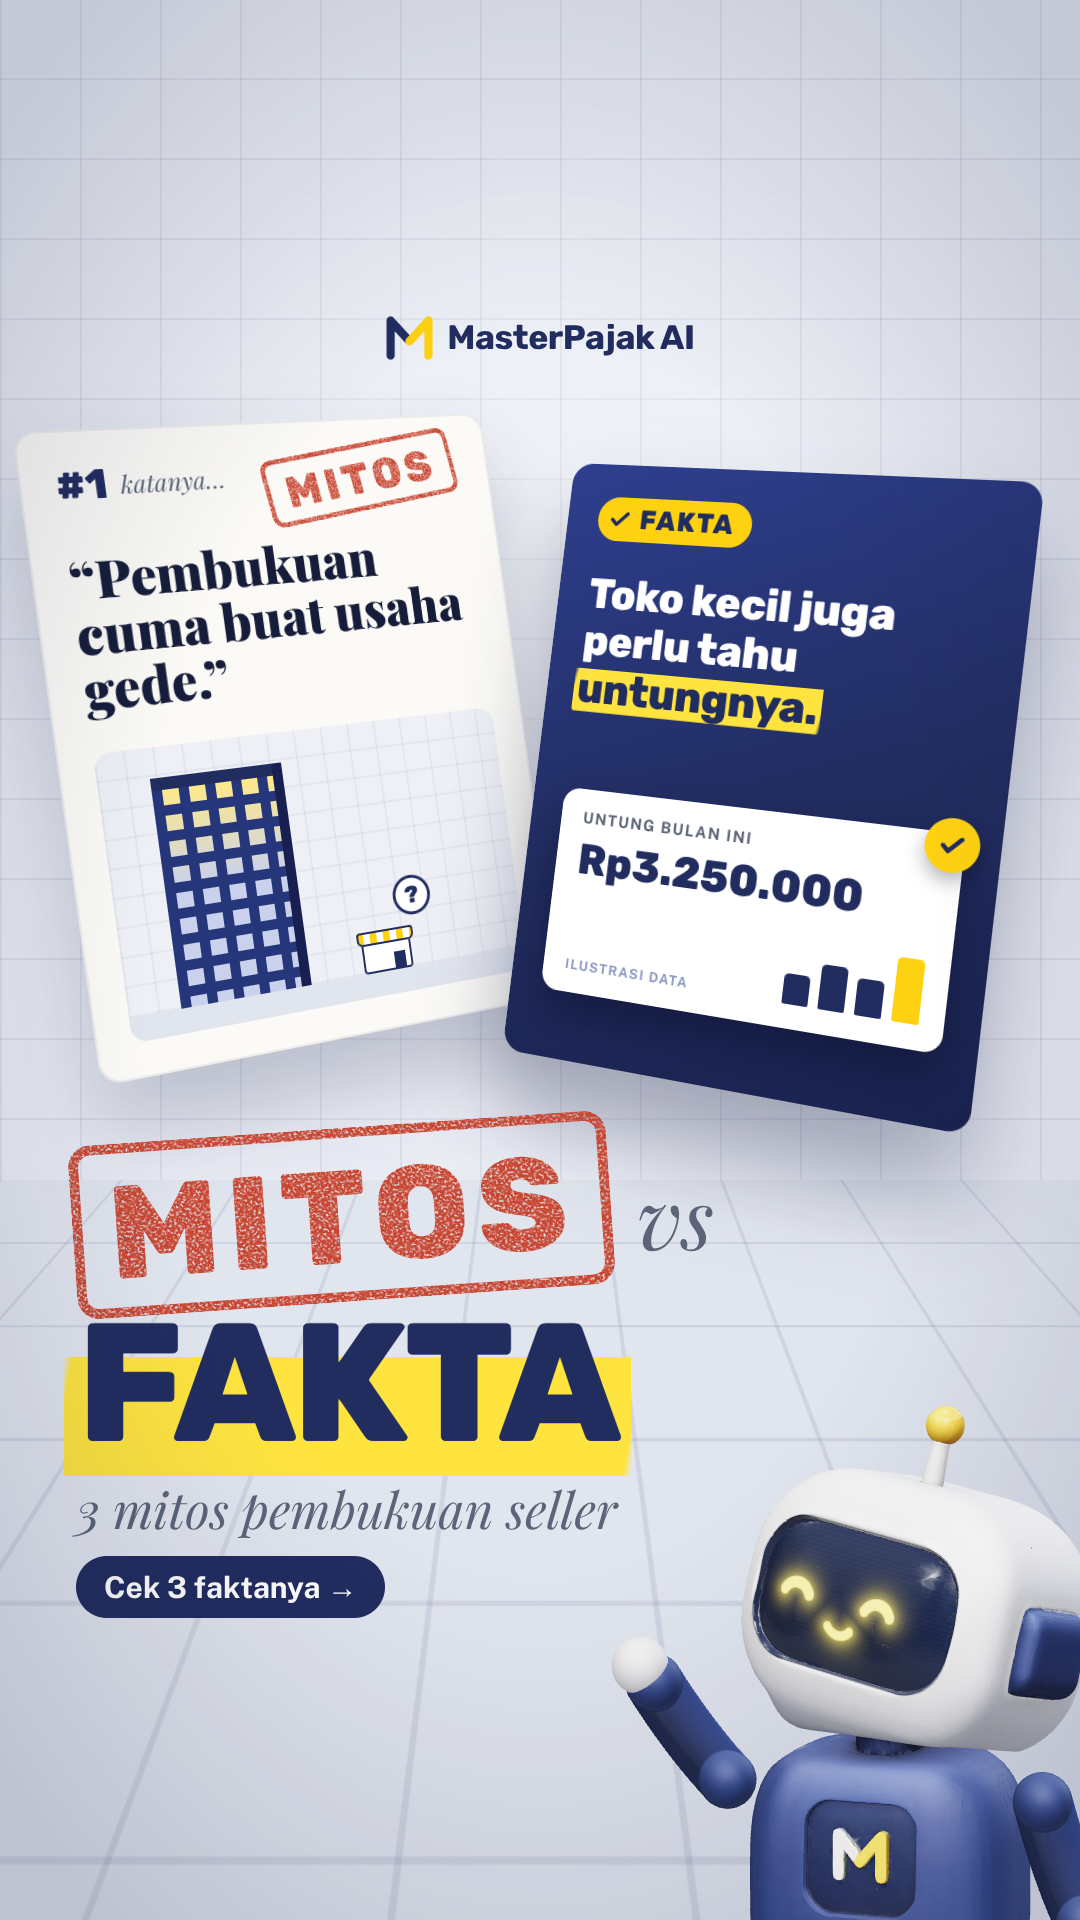 MasterPajak AI
#1 katanya...
MITOS
“Pembukuan
cuma buat usaha
gede.”
?
FAKTA
Toko kecil juga
perlu tahu
untungnya.
UNTUNG BULAN INI
Rp3.250.000
ILUSTRASI DATA
MITOS vs
FAKTA
3 mitos pembukuan seller
Cek 3 faktanya →
M